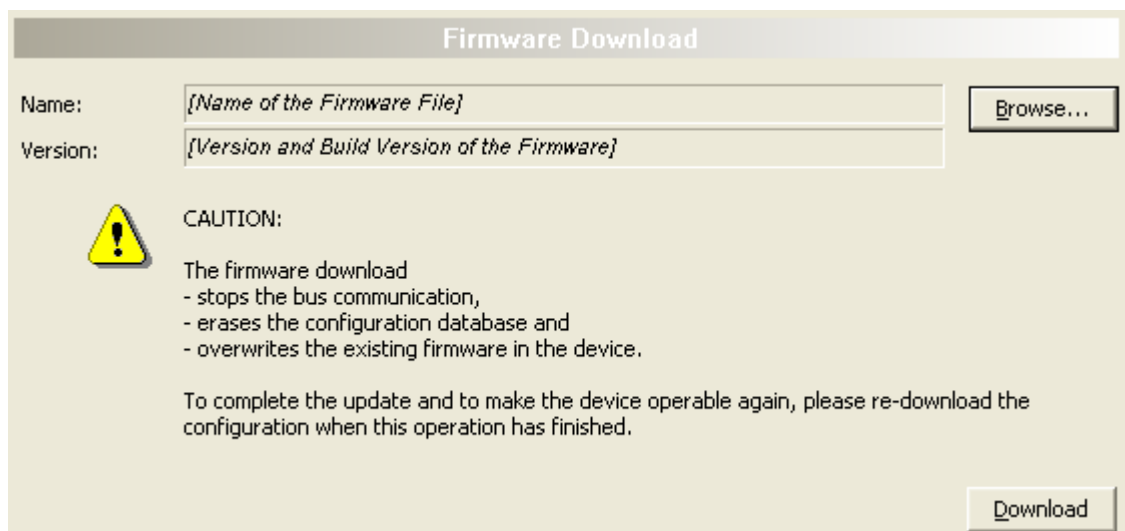 Firmware Download
Name:
[Name of the Firmware File]
Browse...
Version:
[Version and Build Version of the Firmware]
CAUTION:
The firmware download
- stops the bus communication,
- erases the configuration database and
- overwrites the existing firmware in the device.
To complete the update and to make the device operable again, please re-download the
configuration when this operation has finished.
Download